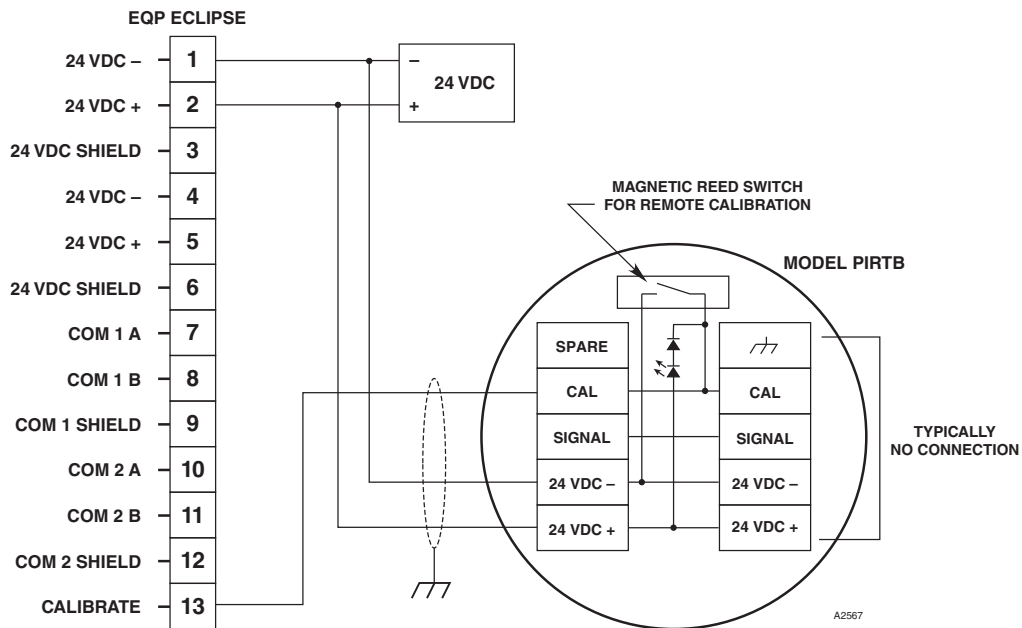 EQP ECLIPSE
24 VDC – 1
24 VDC + 2
24 VDC SHIELD 3
24 VDC – 4
24 VDC + 5
24 VDC SHIELD 6
COM 1 A 7
COM 1 B 8
COM 1 SHIELD 9
COM 2 A 10
COM 2 B 11
COM 2 SHIELD 12
CALIBRATE 13
–
24 VDC
+
MAGNETIC REED SWITCH
FOR REMOTE CALIBRATION
MODEL PIRTB
SPARE
CAL
SIGNAL
24 VDC –
24 VDC +
CAL
SIGNAL
24 VDC –
24 VDC +
TYPICALLY
NO CONNECTION
A2567